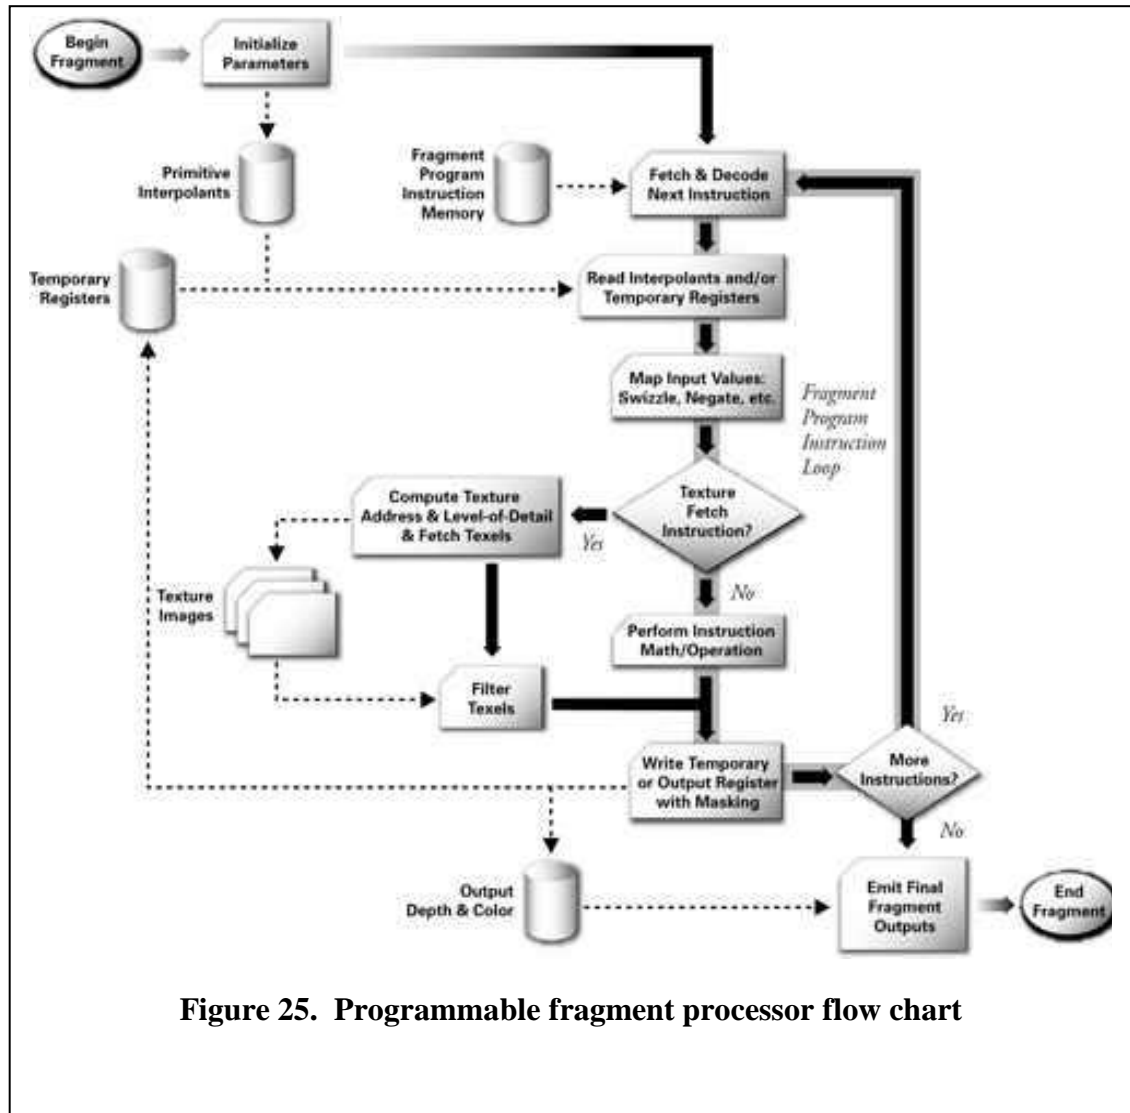 Begin
Fragment
Initialize
Parameters
Primitive
Interpolants
Fragment
Program
Instruction
Memory
Fetch & Decode
Next Instruction
Temporary
Registers
Read Interpolants and/or
Temporary Registers
Map Input Values:
Swizzle, Negate, etc.
Fragment
Program
Instruction
Loop
Compute Texture
Address & Level-of-Detail
& Fetch Texels
Yes
Texture
Fetch
Instruction?
No
Texture
Images
Perform Instruction
Math/Operation
Filter
Texels
Write Temporary
or Output Register
with Masking
Yes
More
Instructions?
No
Output
Depth & Color
Emit Final
Fragment
Outputs
End
Fragment
Figure 25. Programmable fragment processor flow chart